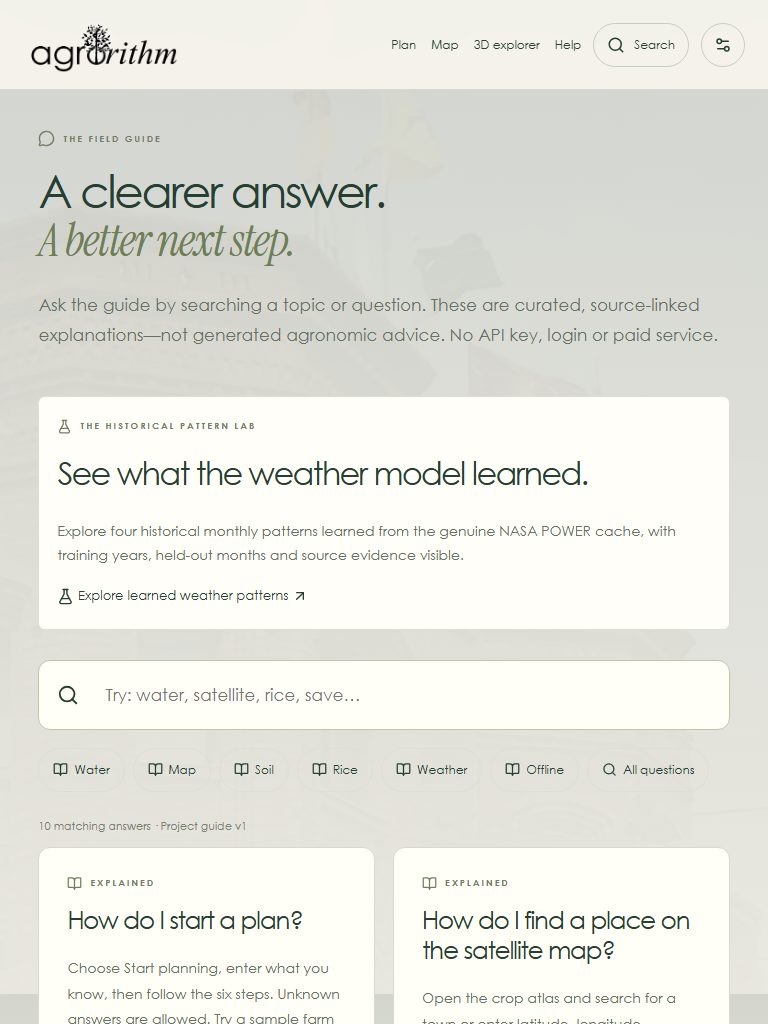 agrorithm
Plan Map 3D explorer Help Search
THE FIELD GUIDE
A clearer answer.
A better next step.
Ask the guide by searching a topic or question. These are curated, source-linked
explanations—not generated agronomic advice. No API key, login or paid service.
THE HISTORICAL PATTERN LAB
See what the weather model learned.
Explore four historical monthly patterns learned from the genuine NASA POWER cache, with
training years, held-out months and source evidence visible.
Explore learned weather patterns
Try: water, satellite, rice, save…
Water Map Soil Rice Weather Offline All questions
10 matching answers · Project guide v1
EXPLAINED
How do I start a plan?
Choose Start planning, enter what you
know, then follow the six steps. Unknown
answers are allowed. Try a sample farm
EXPLAINED
How do I find a place on
the satellite map?
Open the crop atlas and search for a
town or enter latitude, longitude